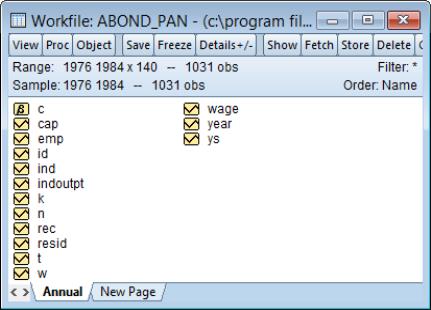 Workfile: ABOND_PAN - (c:\program fil...
View Proc Object Save Freeze Details+/- Show Fetch Store Delete
Range: 1976 1984 x 140 -- 1031 obs Filter: *
Sample: 1976 1984 x 140 -- 1031 obs Order: Name
β c
cap
emp
id
ind
indoutpt
k
n
rec
resid
t
w
wage
year
ys
< > Annual New Page